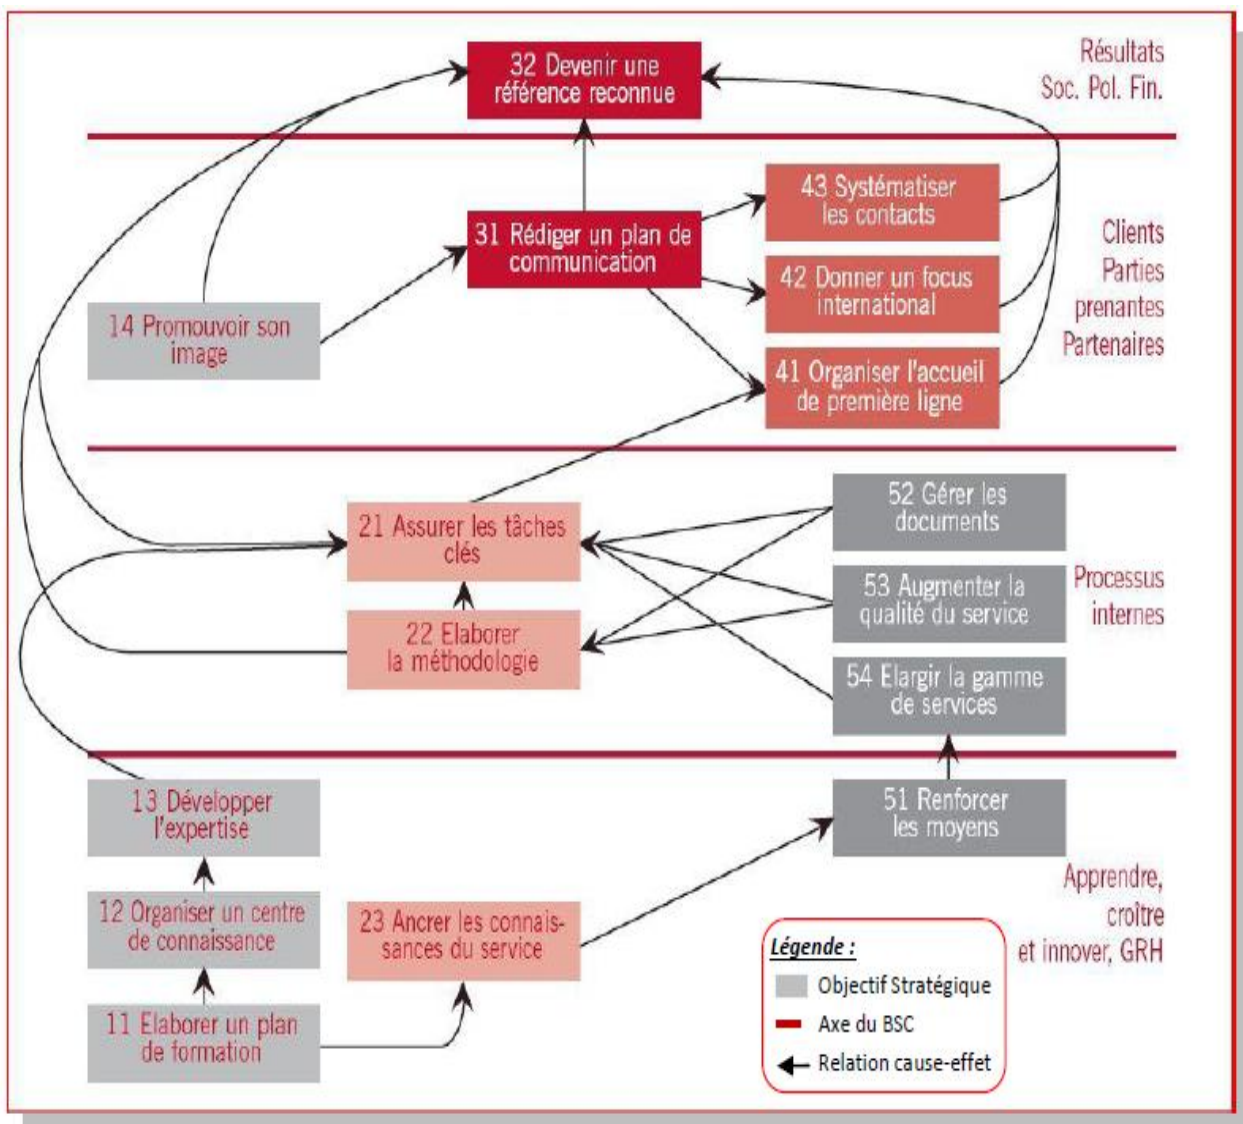 32 Devenir une
référence reconnue
Résultats
Soc. Pol. Fin.
43 Systématiser
les contacts
31 Rédiger un plan de
communication
42 Donner un focus
international
14 Promouvoir son
image
41 Organiser l'accueil
de première ligne
Clients
Parties
prenantes
Partenaires
52 Gérer les
documents
21 Assurer les tâches
clés
53 Augmenter la
qualité du service
22 Elaborer
la méthodologie
54 Elargir la gamme
de services
Processus
internes
13 Développer
l'expertise
51 Renforcer
les moyens
12 Organiser un centre
de connaissance
23 Ancrer les connais-
sances du service
11 Elaborer un plan
de formation
Apprendre,
croître
et innover, GRH
Légende :
Objectif Stratégique
Axe du BSC
Relation cause-effet